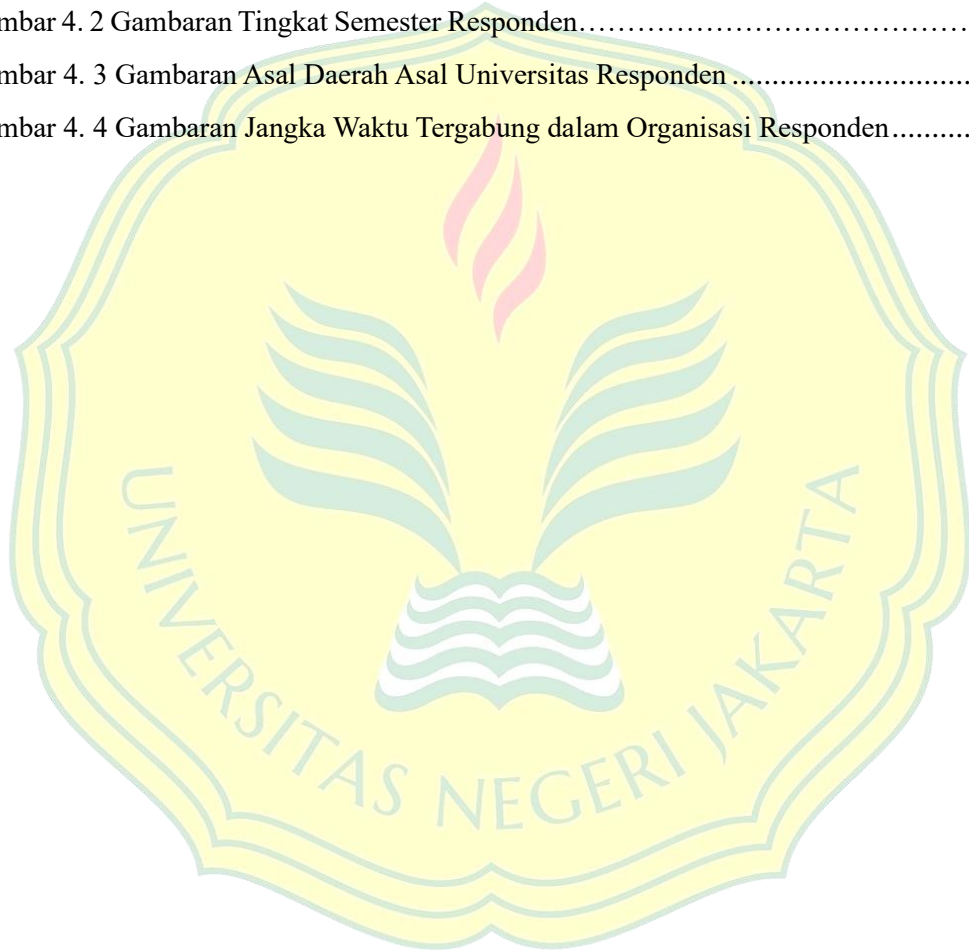 mbar 4. 2 Gambaran Tingkat Semester Responden……………………………………
mbar 4. 3 Gambaran Asal Daerah Asal Universitas Responden ...............................
mbar 4. 4 Gambaran Jangka Waktu Tergabung dalam Organisasi Responden..........
UNIVERSITAS NEGERI JAKARTA